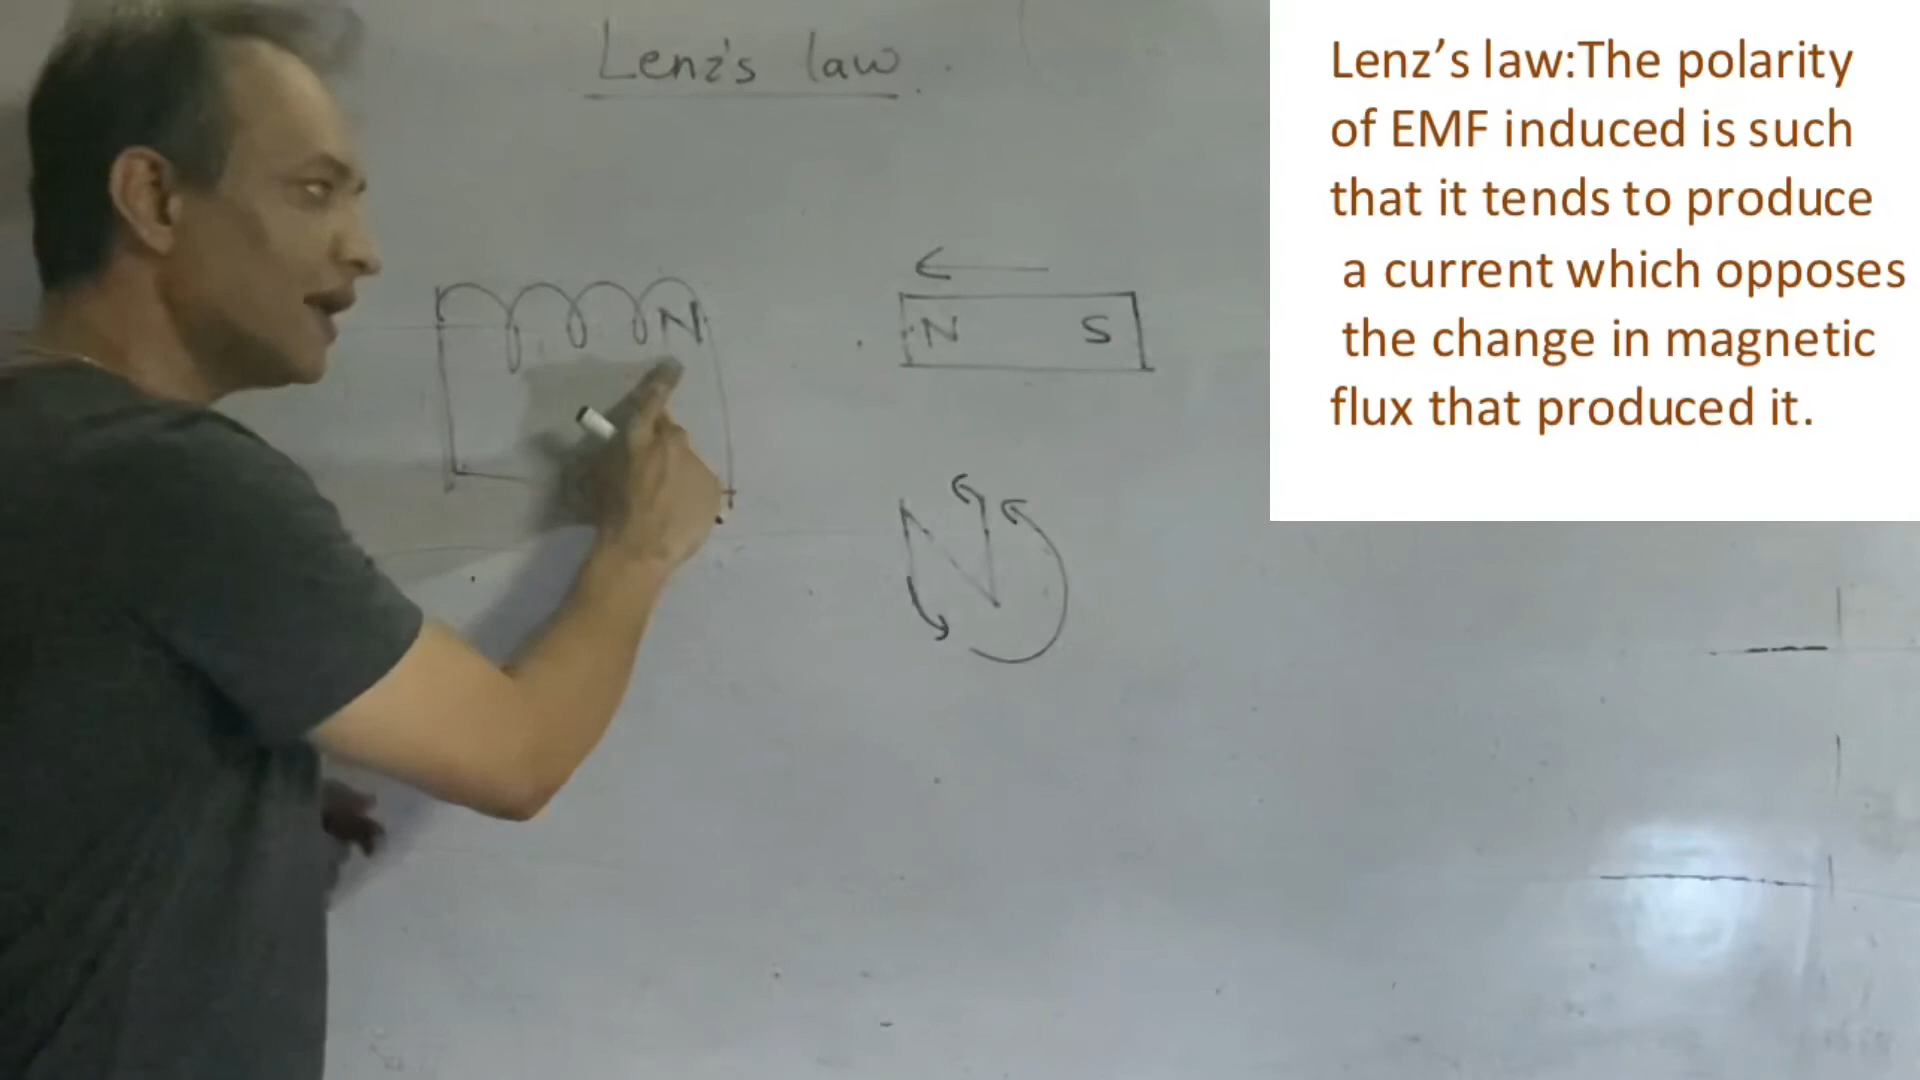 Lenz's law
N
N S
N
Lenz’s law:The polarity
of EMF induced is such
that it tends to produce
a current which opposes
the change in magnetic
flux that produced it.